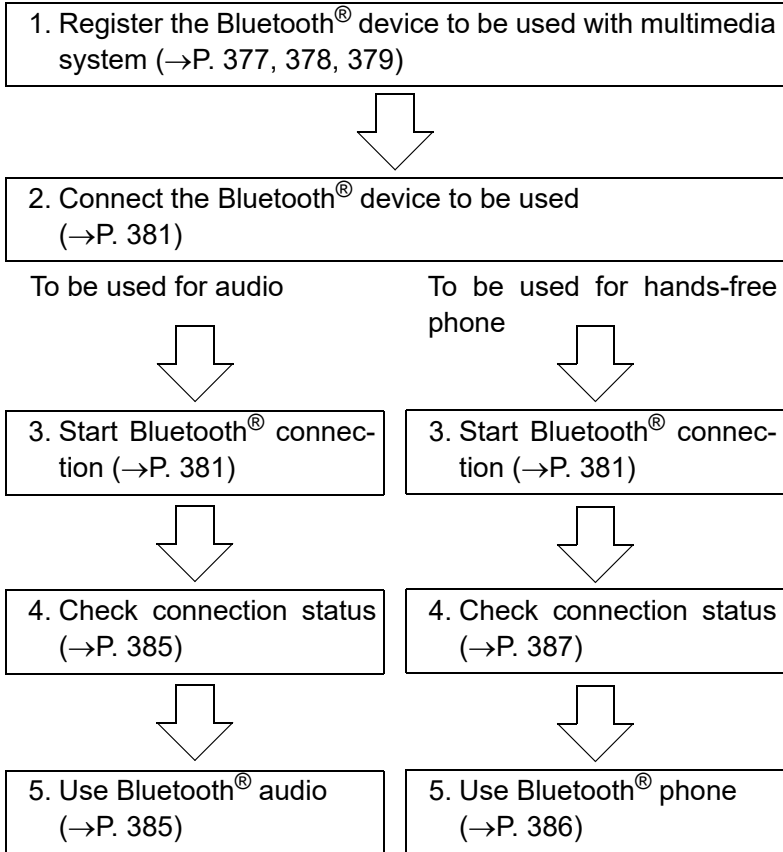 1. Register the Bluetooth® device to be used with multimedia
system (→P. 377, 378, 379)
2. Connect the Bluetooth® device to be used
(→P. 381)
To be used for audio
To be used for hands-free
phone
3. Start Bluetooth® connec-
tion (→P. 381)
3. Start Bluetooth® connec-
tion (→P. 381)
4. Check connection status
(→P. 385)
4. Check connection status
(→P. 387)
5. Use Bluetooth® audio
(→P. 385)
5. Use Bluetooth® phone
(→P. 386)